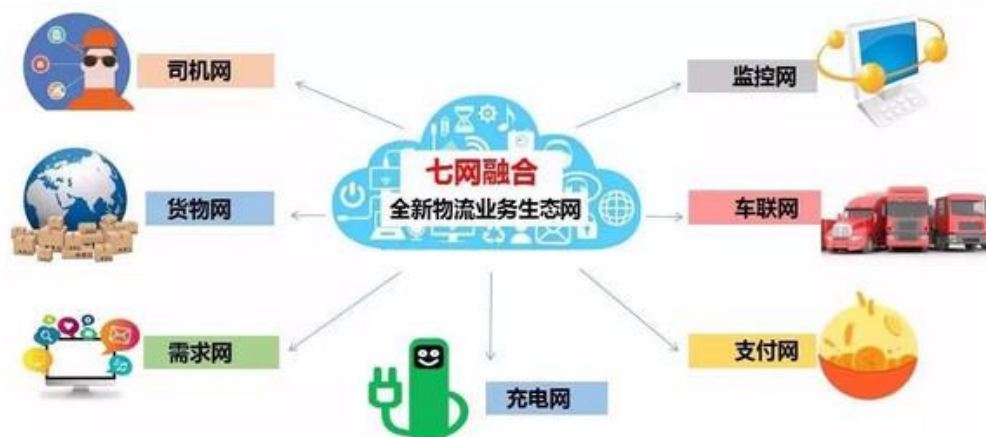 司机网
监控网
七网融合
全新物流业务生态网
货物网
车联网
需求网
支付网
充电网